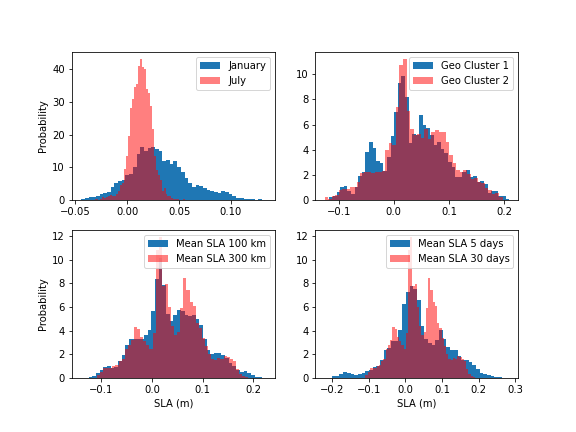 January
July
Probability
40
30
20
10
0
−0.05 0.00 0.05 0.10
Geo Cluster 1
Geo Cluster 2
10
8
6
4
2
0
−0.1 0.0 0.1 0.2
Mean SLA 100 km
Mean SLA 300 km
Probability
12
10
8
6
4
2
0
−0.1 0.0 0.1 0.2
SLA (m)
Mean SLA 5 days
Mean SLA 30 days
12
10
8
6
4
2
0
−0.2 −0.1 0.0 0.1 0.2 0.3
SLA (m)